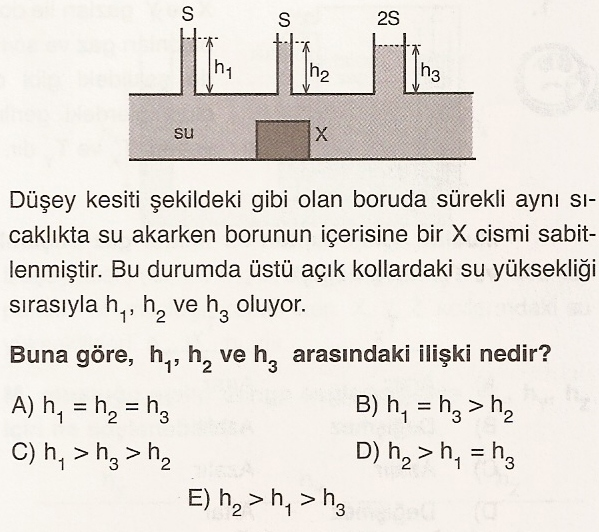 S S 2S
h₁ h₂ h₃
su X
Düşey kesiti şekildeki gibi olan boruda sürekli aynı sı-
caklıkta su akarken borunun içerisine bir X cismi sabit-
lenmiştir. Bu durumda üstü açık kollardaki su yüksekliği
sırasıyla h₁, h₂ ve h₃ oluyor.
Buna göre, h₁, h₂ ve h₃ arasındaki ilişki nedir?
A) h₁ = h₂ = h₃ B) h₁ = h₃ > h₂
C) h₁ > h₃ > h₂ D) h₂ > h₁ = h₃
E) h₂ > h₁ > h₃